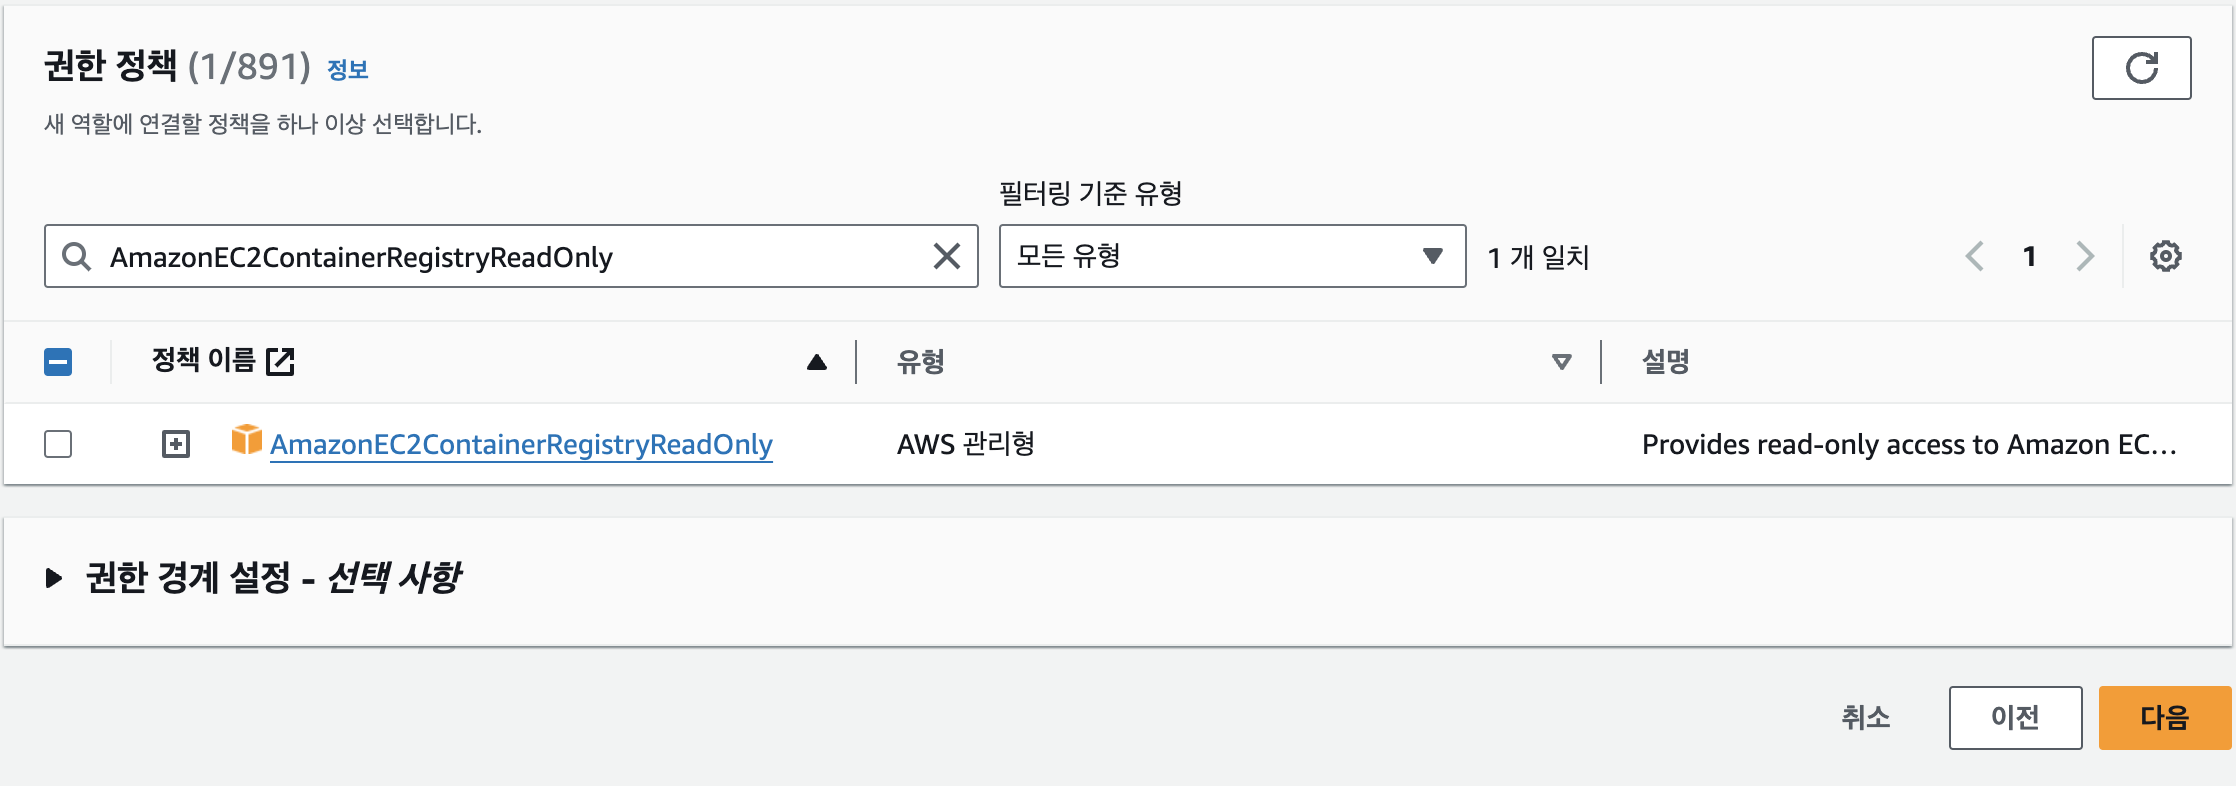 권한 정책 (1/891) 정보
새 역할에 연결할 정책을 하나 이상 선택합니다.
필터링 기준 유형
AmazonEC2ContainerRegistryReadOnly 모든 유형 1 개 일치 1
정책 이름 유형 설명
AmazonEC2ContainerRegistryReadOnly AWS 관리형 Provides read-only access to Amazon EC...
권한 경계 설정 - 선택 사항
취소 이전 다음